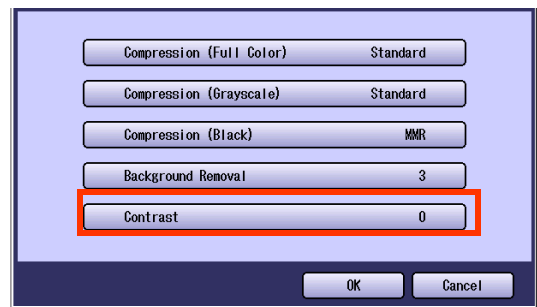 Compression (Full Color) Standard
Compression (Grayscale) Standard
Compression (Black) MMR
Background Removal 3
Contrast 0
OK Cancel